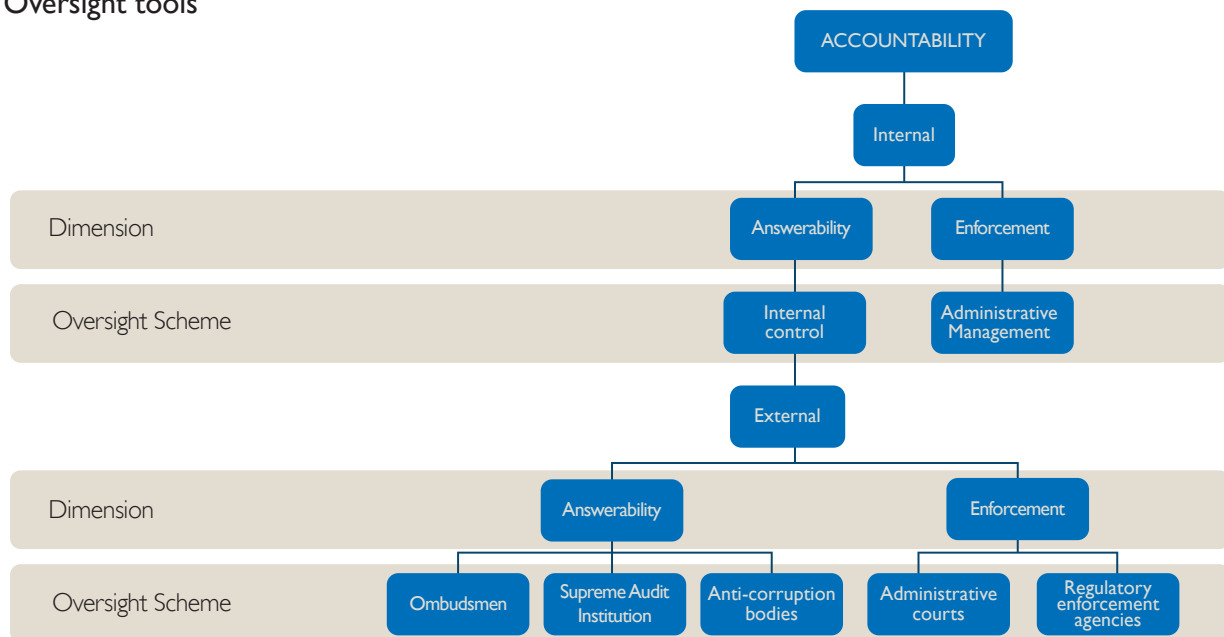 Oversight tools
ACCOUNTABILITY
Internal
Dimension
Answerability
Enforcement
Oversight Scheme
Internal
control
Administrative
Management
External
Dimension
Answerability
Enforcement
Oversight Scheme
Ombudsmen
Supreme Audit
Institution
Anti-corruption
bodies
Administrative
courts
Regulatory
enforcement
agencies